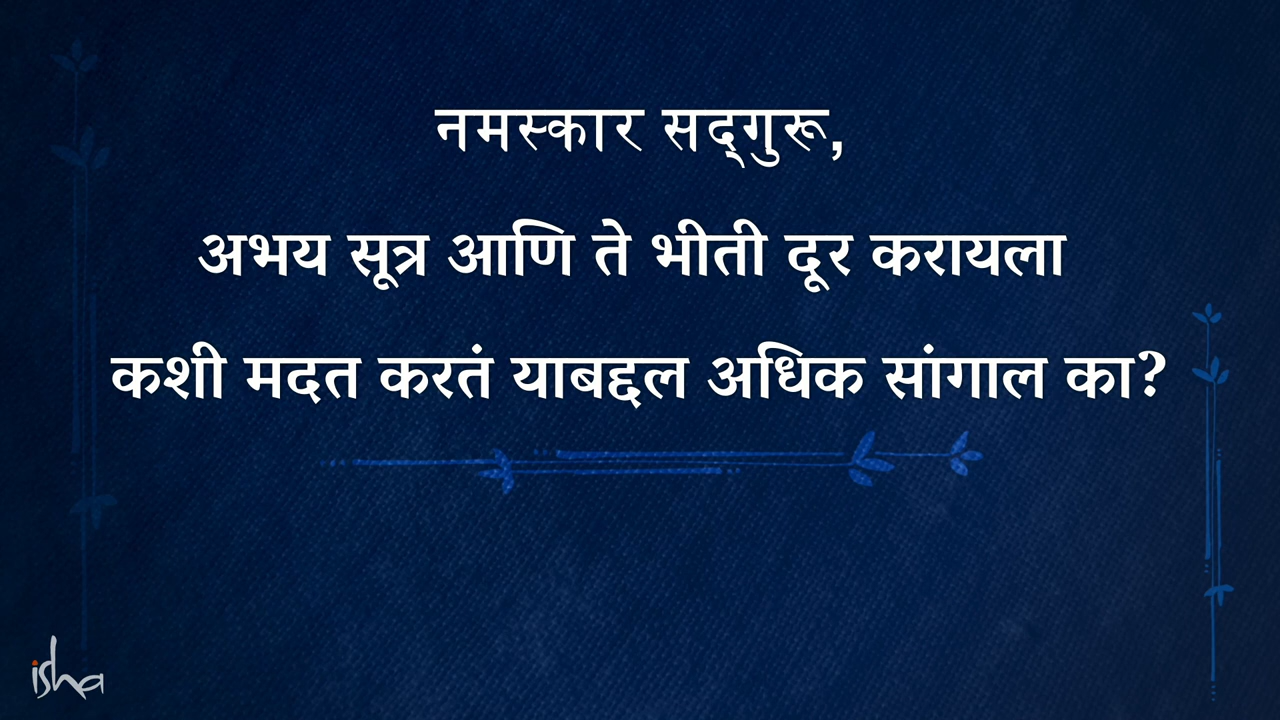 नमस्कार सद्‌गुरू,
अभय सूत्र आणि ते भीती दूर करायला
कशी मदत करतं याबद्दल अधिक सांगाल का?
isha